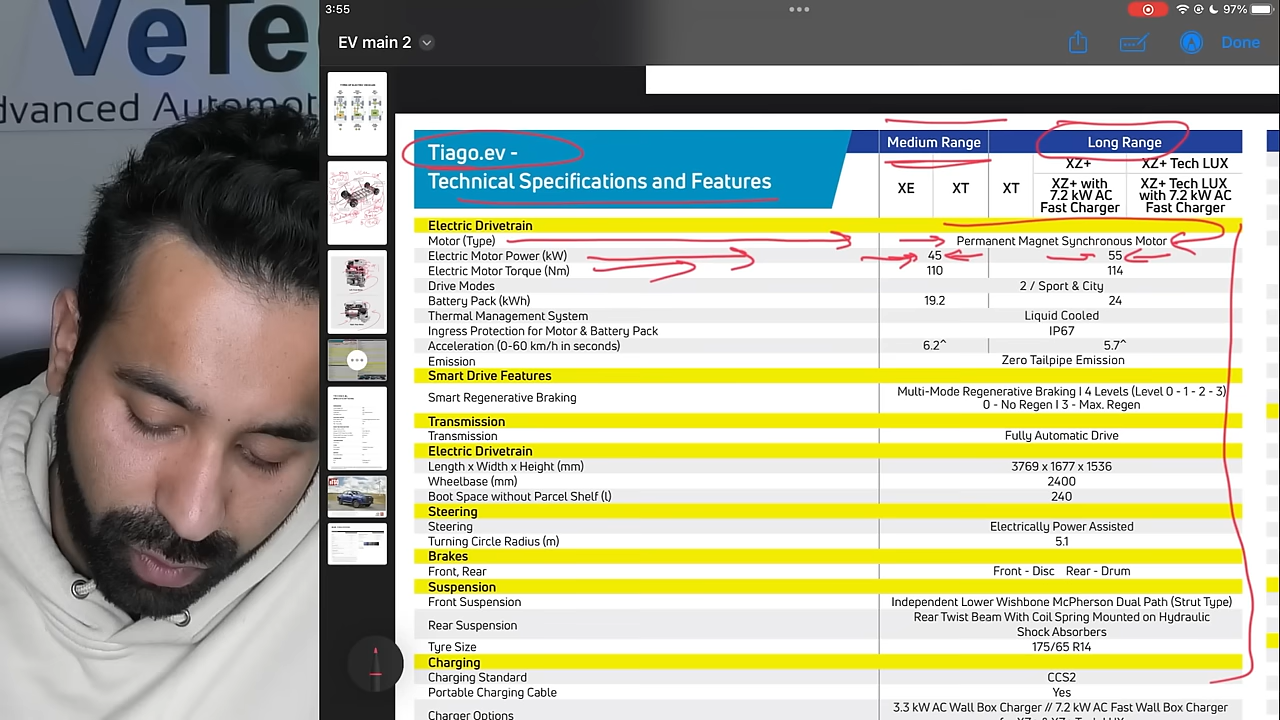 3:55
97%
EV main 2
Done
VeTe
dvanced Automot
Tiago.ev -
Technical Specifications and Features
Medium Range
Long Range
XE
XT
XT
XZ+
XZ+ with
7.2 kW AC
Fast Charger
XZ+ Tech LUX
XZ+ Tech LUX
with 7.2 kW AC
Fast Charger
Electric Drivetrain
Motor (Type) Permanent Magnet Synchronous Motor
Electric Motor Power (kW) 45 55
Electric Motor Torque (Nm) 110 114
Drive Modes 2 / Sport & City
Battery Pack (kWh) 19.2 24
Thermal Management System Liquid Cooled
Ingress Protection for Motor & Battery Pack IP67
Acceleration (0-60 km/h in seconds) 6.2^ 5.7^
Emission Zero Tailpipe Emission
Smart Drive Features
Smart Regenerative Braking Multi-Mode Regenerative Braking | 4 Levels (Level 0 - 1 - 2 - 3)
0 - No Regen | 3 - Max. Regen
Transmission
Transmission Fully Automatic Drive
Electric Drivetrain
Length x Width x Height (mm) 3769 x 1677 x 1536
Wheelbase (mm) 2400
Boot Space without Parcel Shelf (l) 240
Steering
Steering Electrically Power Assisted
Turning Circle Radius (m) 5.1
Brakes
Front, Rear Front - Disc Rear - Drum
Suspension
Front Suspension Independent Lower Wishbone McPherson Dual Path (Strut Type)
Rear Suspension Rear Twist Beam With Coil Spring Mounted on Hydraulic
Shock Absorbers
Tyre Size 175/65 R14
Charging
Charging Standard CCS2
Portable Charging Cable Yes
Charger Options 3.3 kW AC Wall Box Charger // 7.2 kW AC Fast Wall Box Charger